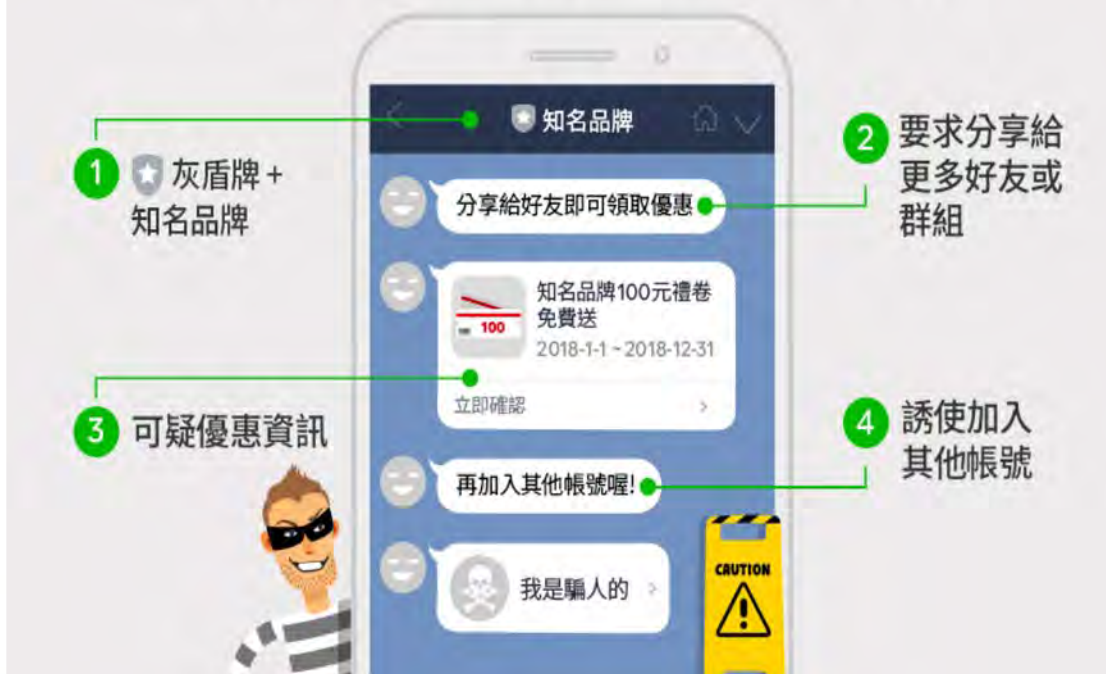 知名品牌
1 灰盾牌+
知名品牌
2 要求分享給
更多好友或
群組
分享給好友即可領取優惠
知名品牌100元禮卷
免費送
100
2018-1-1 ~ 2018-12-31
立即確認
3 可疑優惠資訊
4 誘使加入
其他帳號
再加入其他帳號喔!
我是騙人的
CAUTION